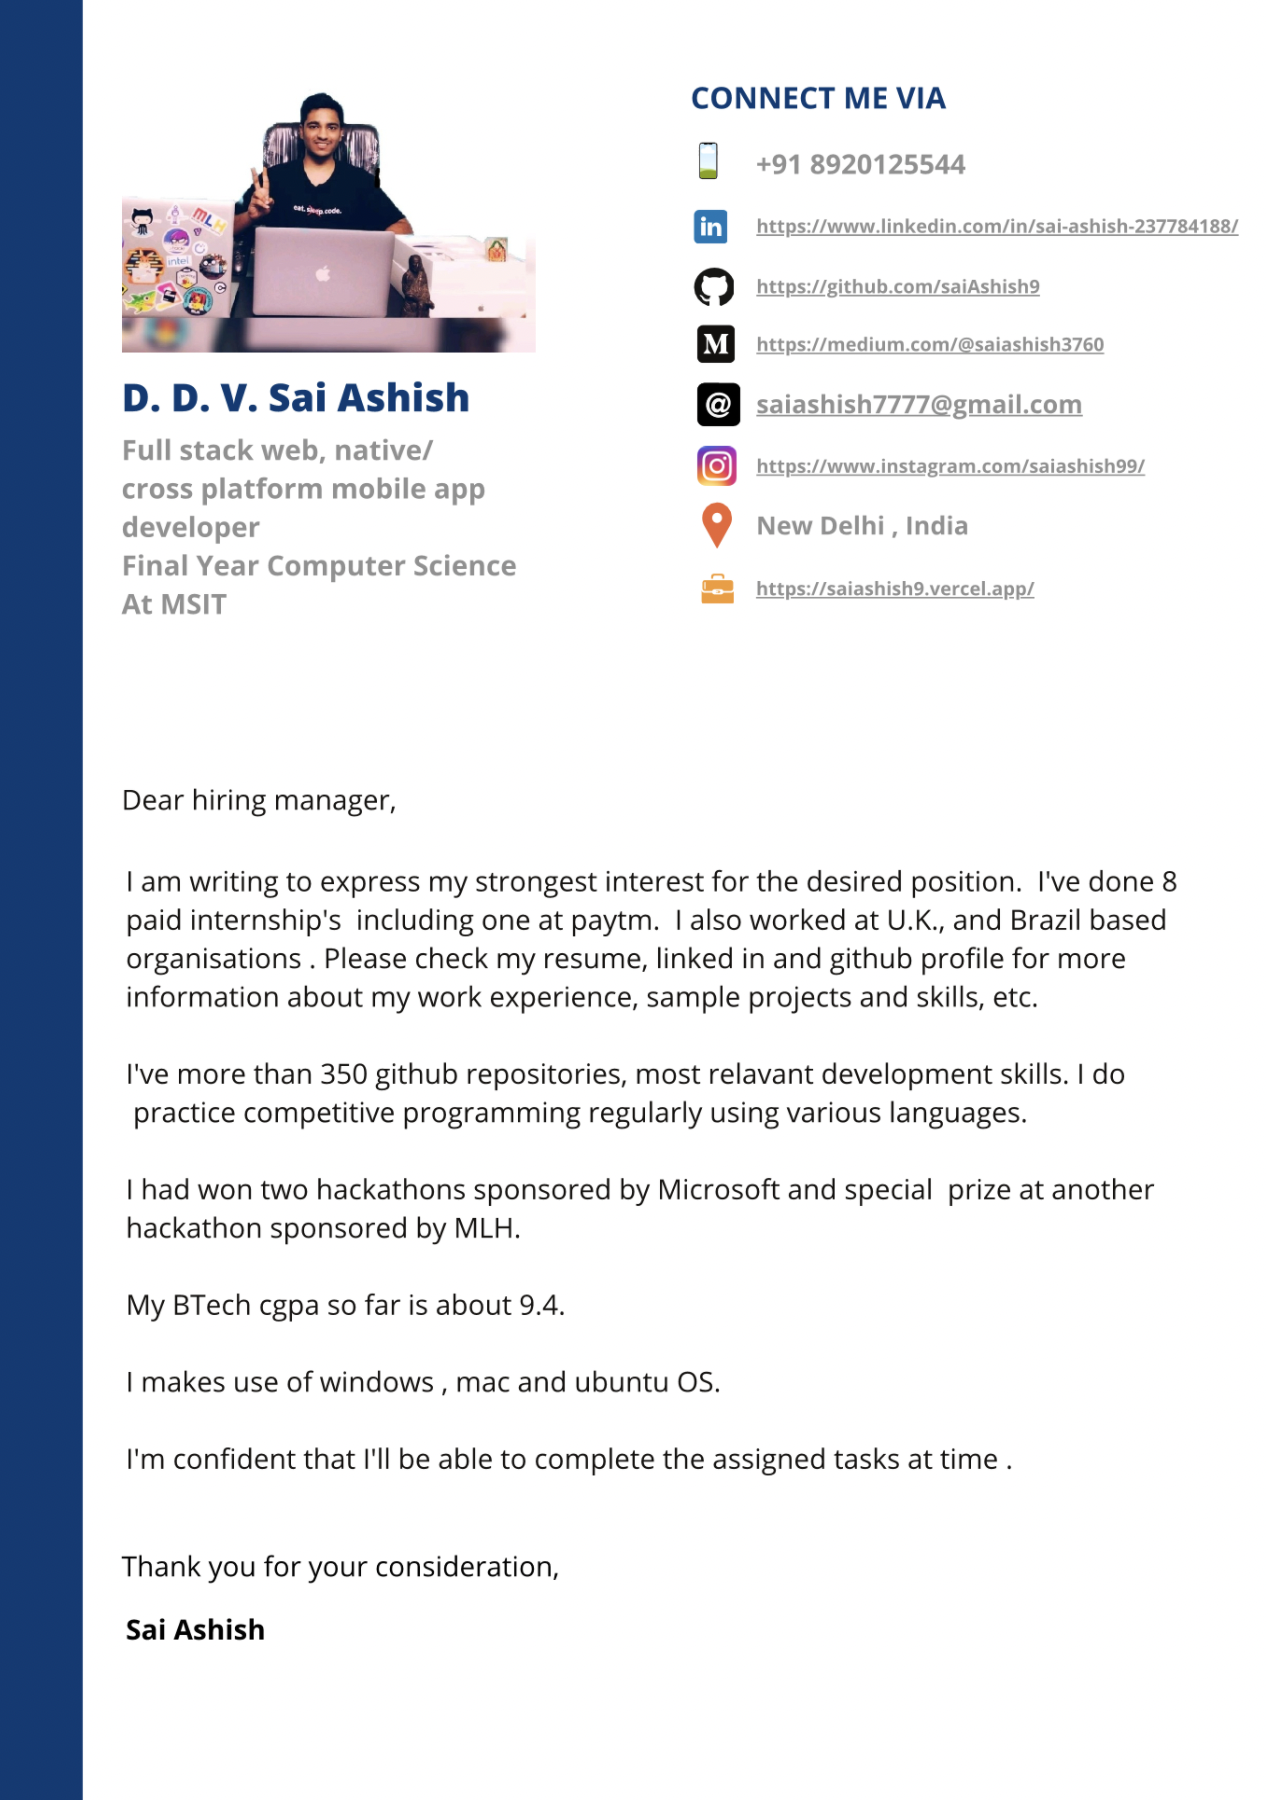 eat. sleep.code.
MLH
intel
D. D. V. Sai Ashish
Full stack web, native/
cross platform mobile app
developer
Final Year Computer Science
At MSIT
CONNECT ME VIA
+91 8920125544
in https://www.linkedin.com/in/sai-ashish-237784188/
https://github.com/saiAshish9
M https://medium.com/@saiashish3760
@ saiashish7777@gmail.com
https://www.instagram.com/saiashish99/
New Delhi , India
https://saiashish9.vercel.app/
Dear hiring manager,
I am writing to express my strongest interest for the desired position.  I've done 8
paid internship's  including one at paytm.  I also worked at U.K., and Brazil based
organisations . Please check my resume, linked in and github profile for more
information about my work experience, sample projects and skills, etc.
I've more than 350 github repositories, most relavant development skills. I do
practice competitive programming regularly using various languages.
I had won two hackathons sponsored by Microsoft and special  prize at another
hackathon sponsored by MLH.
My BTech cgpa so far is about 9.4.
I makes use of windows , mac and ubuntu OS.
I'm confident that I'll be able to complete the assigned tasks at time .
Thank you for your consideration,
Sai Ashish